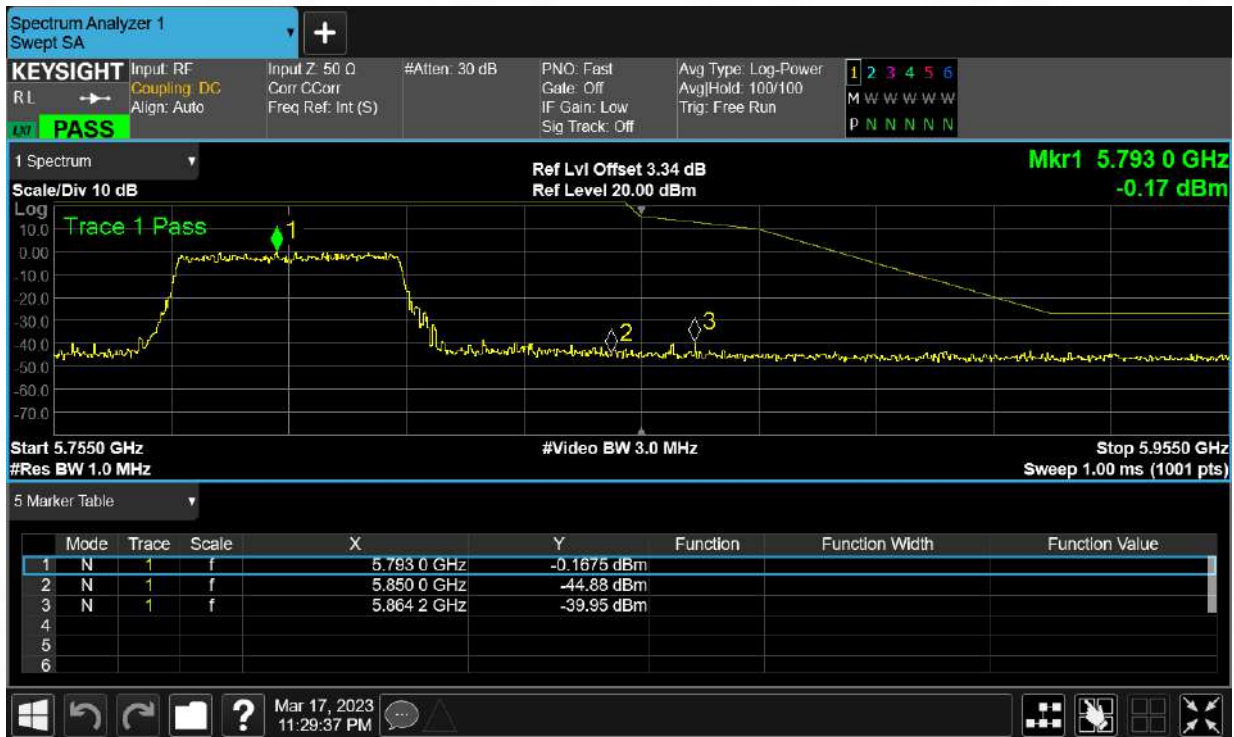 Spectrum Analyzer 1
Swept SA
KEYSIGHT Input: RF Input Z: 50 Ω #Atten: 30 dB PNO: Fast Avg Type: Log-Power 1 2 3 4 5 6
RL Coupling: DC Corr CCorr Gate: Off Avg|Hold: 100/100 M W W W W W
Align: Auto Freq Ref: Int (S) IF Gain: Low Trig: Free Run
LXI PASS Sig Track: Off P N N N N N
1 Spectrum Ref Lvl Offset 3.34 dB Mkr1 5.793 0 GHz
Scale/Div 10 dB Ref Level 20.00 dBm -0.17 dBm
Log
Trace 1 Pass
10.0 1
0.00
-10.0
-20.0
-30.0 2 3
-40.0
-50.0
-60.0
-70.0
Start 5.7550 GHz #Video BW 3.0 MHz Stop 5.9550 GHz
#Res BW 1.0 MHz Sweep 1.00 ms (1001 pts)
5 Marker Table
Mode Trace Scale X Y Function Function Width Function Value
1 N 1 f 5.793 0 GHz -0.1675 dBm
2 N 1 f 5.850 0 GHz -44.88 dBm
3 N 1 f 5.864 2 GHz -39.95 dBm
4
5
6
? Mar 17, 2023
11:29:37 PM